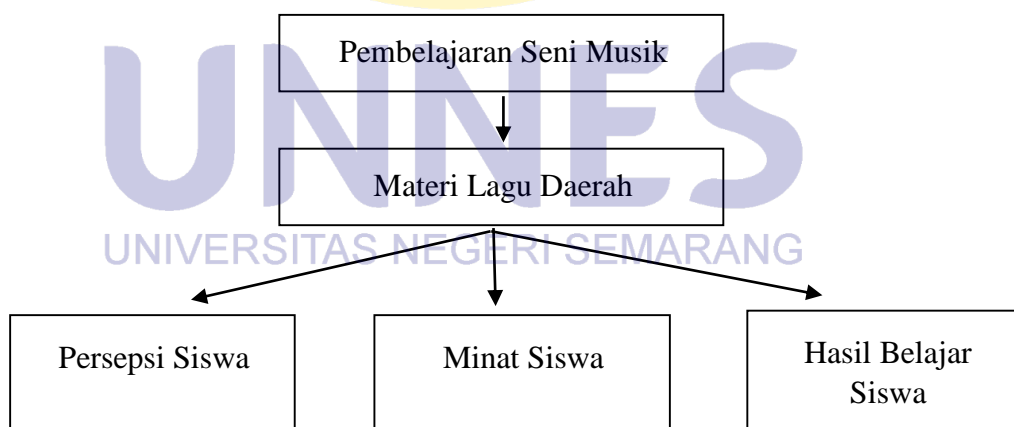 Pembelajaran Seni Musik
UNNES
Materi Lagu Daerah
UNIVERSITAS NEGERI SEMARANG
Persepsi Siswa
Minat Siswa
Hasil Belajar
Siswa